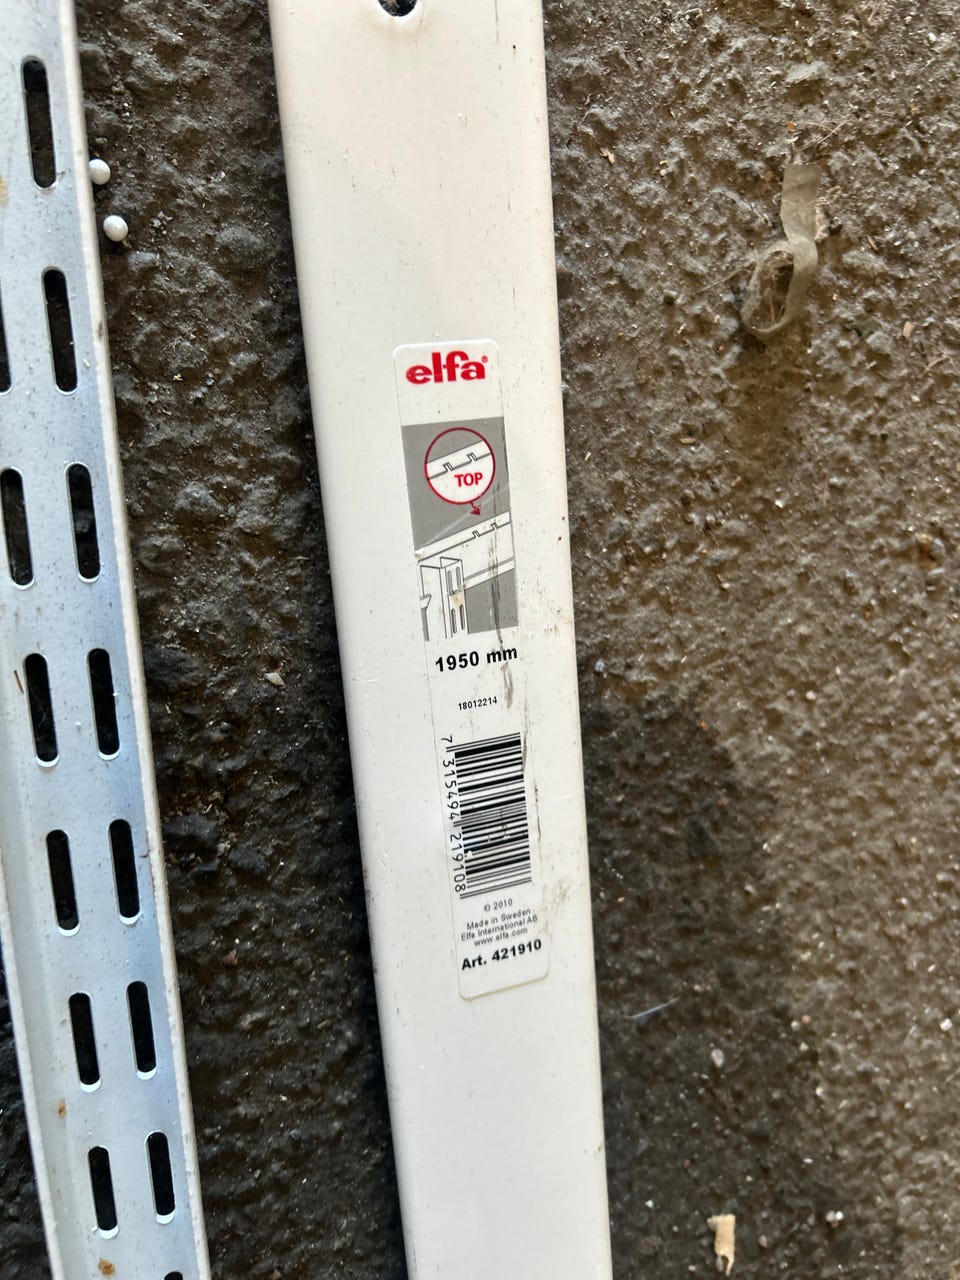 elfa®
TOP
1950 mm
18012214
7 315494 219108
© 2010
Made in Sweden
Elfa International AB
www.elfa.com
Art. 421910